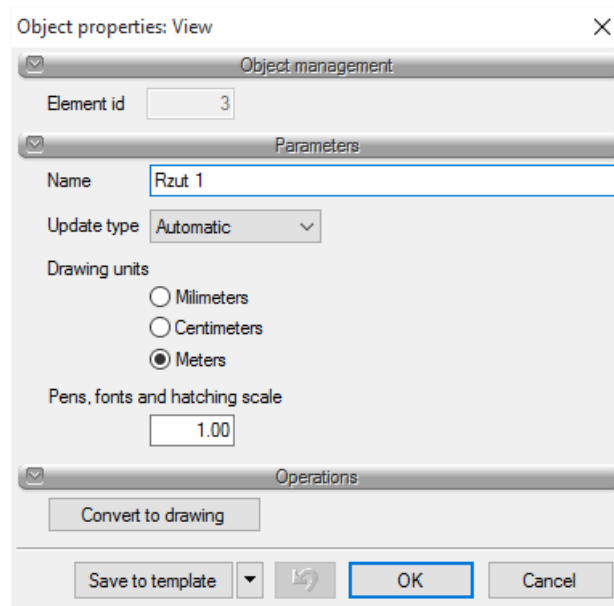 Object properties: View
Object management
Element id 3
Parameters
Name Rzut 1
Update type Automatic
Drawing units
Milimeters
Centimeters
Meters
Pens, fonts and hatching scale
1.00
Operations
Convert to drawing
Save to template OK Cancel